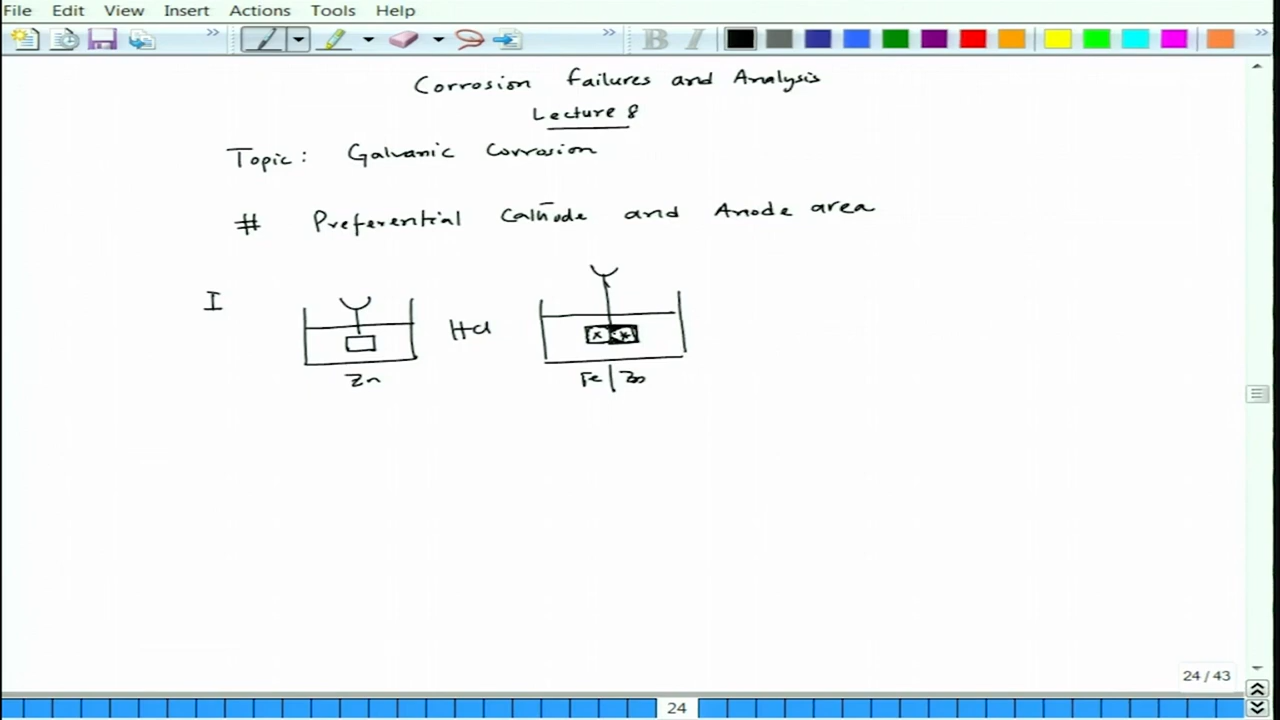 File Edit View Insert Actions Tools Help
B I
Corrosion Failures and Analysis
Lecture 8
Topic: Galvanic Corrosion
# Preferential Cathode and Anode area
I
HCl
Zn
Fe | Zn
24 / 43
24